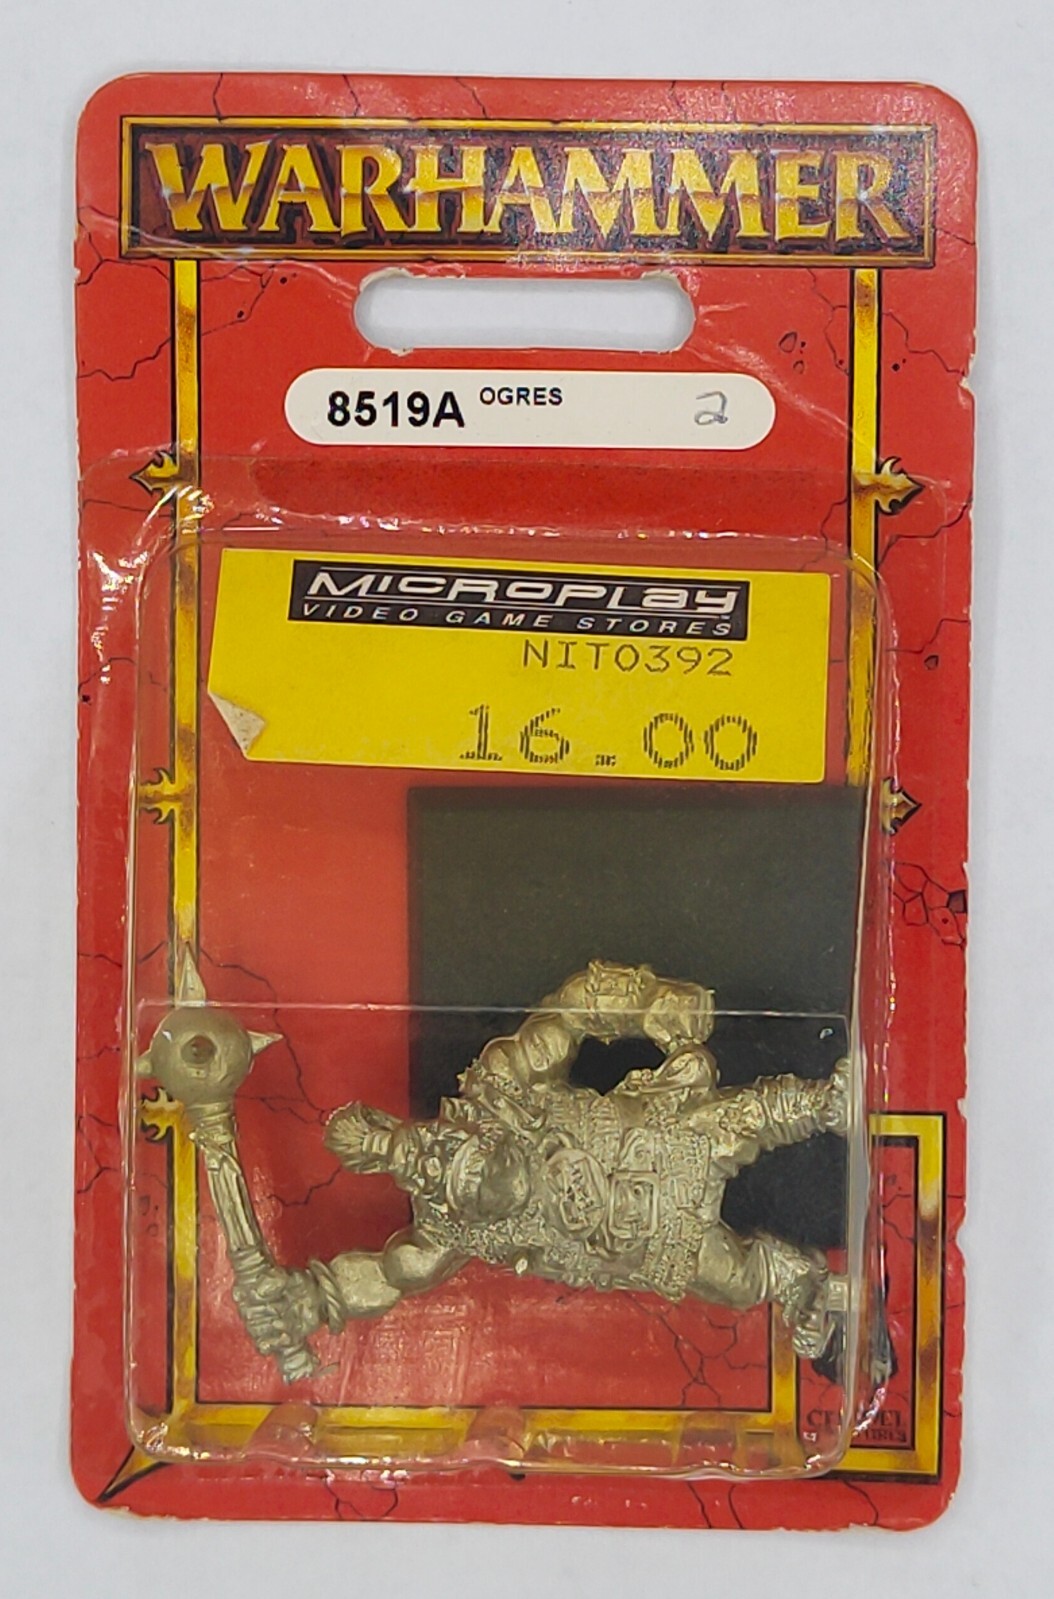 WARHAMMER
8519A OGRES 2
MICROPLAY
VIDEO GAME STORES
NIT0392
16.00